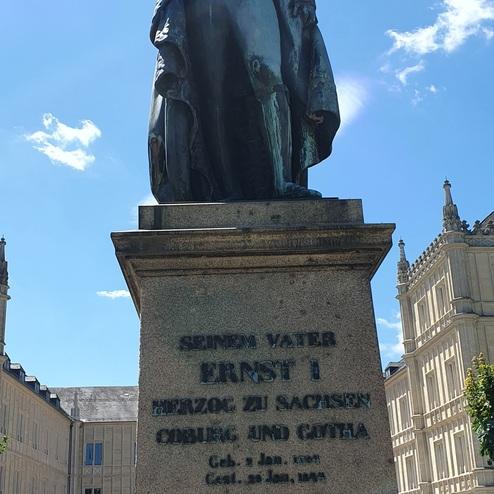 SEINEM VATER
ERNST I
HERZOG ZU SACHSEN
COBURG UND GOTHA
Geb. 2 Jan.
Gest. 29 Jan.